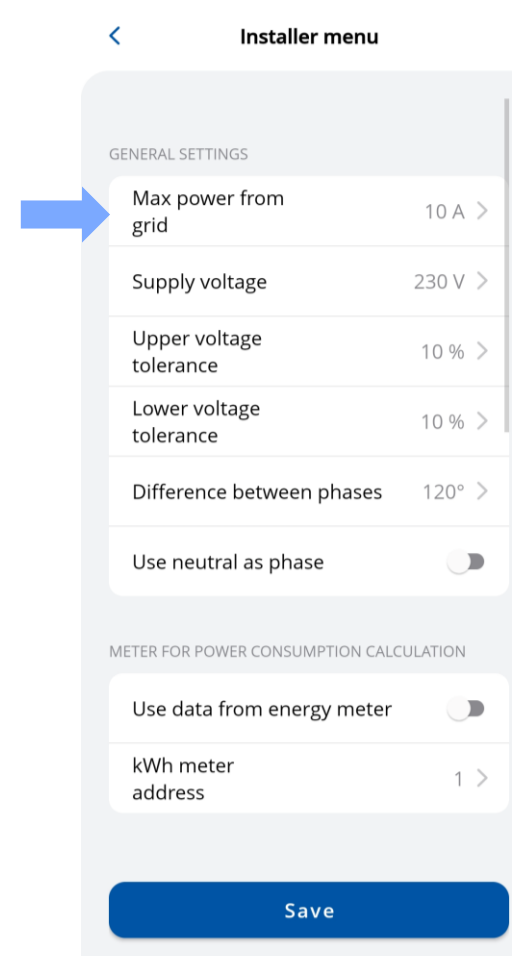 Installer menu
GENERAL SETTINGS
Max power from
grid
10 A
Supply voltage
230 V
Upper voltage
tolerance
10 %
Lower voltage
tolerance
10 %
Difference between phases
120°
Use neutral as phase
METER FOR POWER CONSUMPTION CALCULATION
Use data from energy meter
kWh meter
address
1
Save